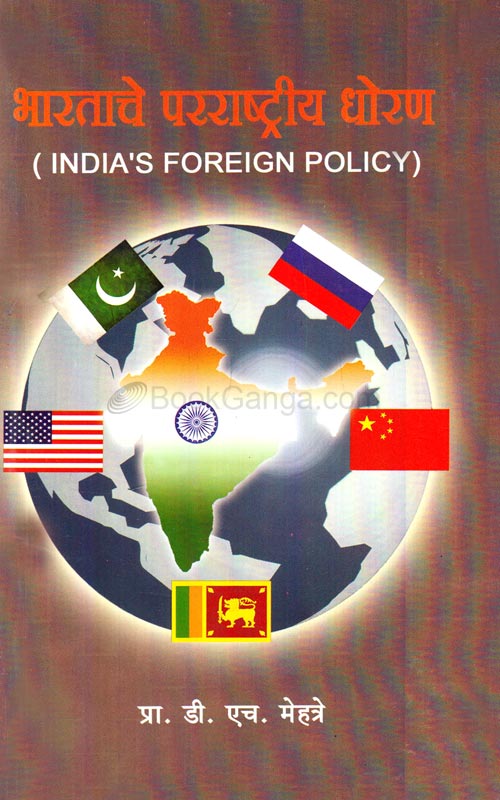 भारताचे परराष्ट्रीय धोरण
( INDIA'S FOREIGN POLICY)
BookGanga.com
प्रा. डी. एच. मेहत्रे